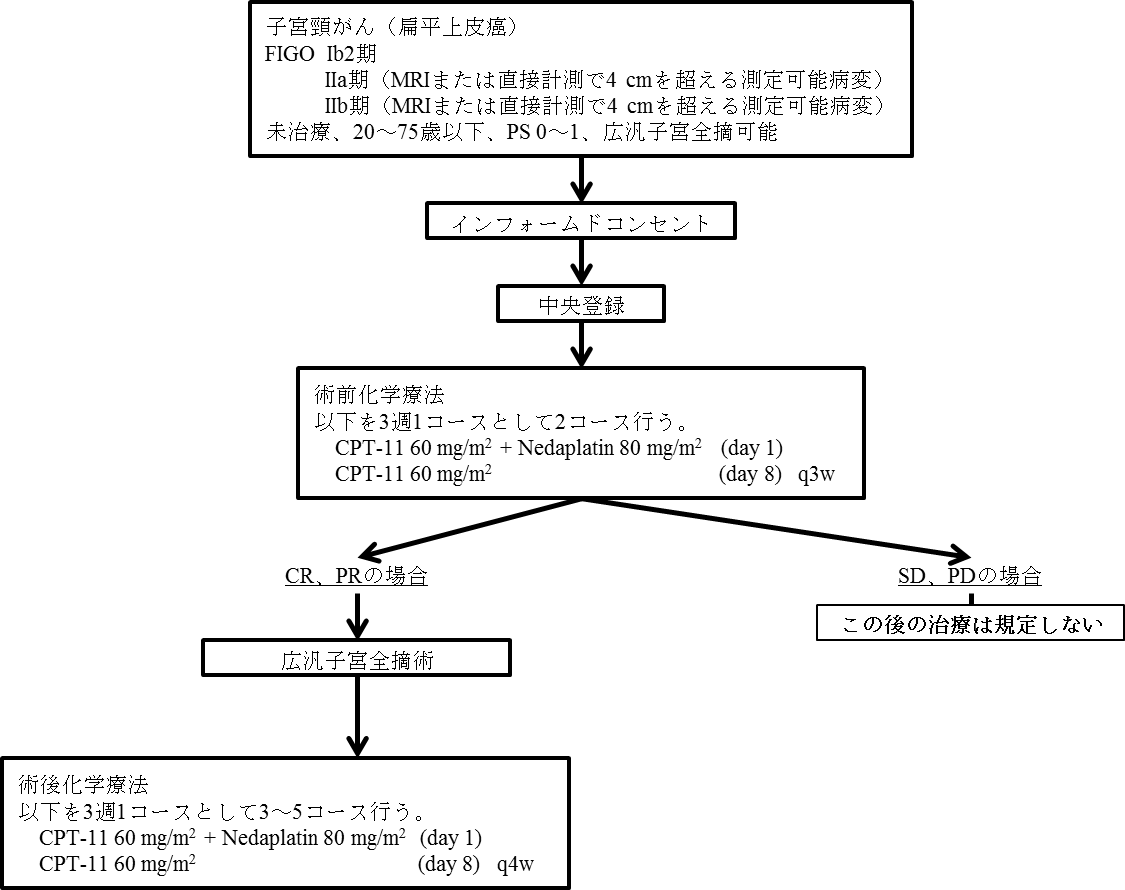 子宮頸がん（扁平上皮癌）
FIGO Ib2期
IIa期（MRIまたは直接計測で4 cmを超える測定可能病変）
IIb期（MRIまたは直接計測で4 cmを超える測定可能病変）
未治療、20～75歳以下、PS 0～1、広汎子宮全摘可能
インフォームドコンセント
中央登録
術前化学療法
以下を3週1コースとして2コース行う。
CPT-11 60 mg/m² + Nedaplatin 80 mg/m² (day 1)
CPT-11 60 mg/m² (day 8) q3w
CR、PRの場合
SD、PDの場合
この後の治療は規定しない
広汎子宮全摘術
術後化学療法
以下を3週1コースとして3～5コース行う。
CPT-11 60 mg/m² + Nedaplatin 80 mg/m² (day 1)
CPT-11 60 mg/m² (day 8) q4w